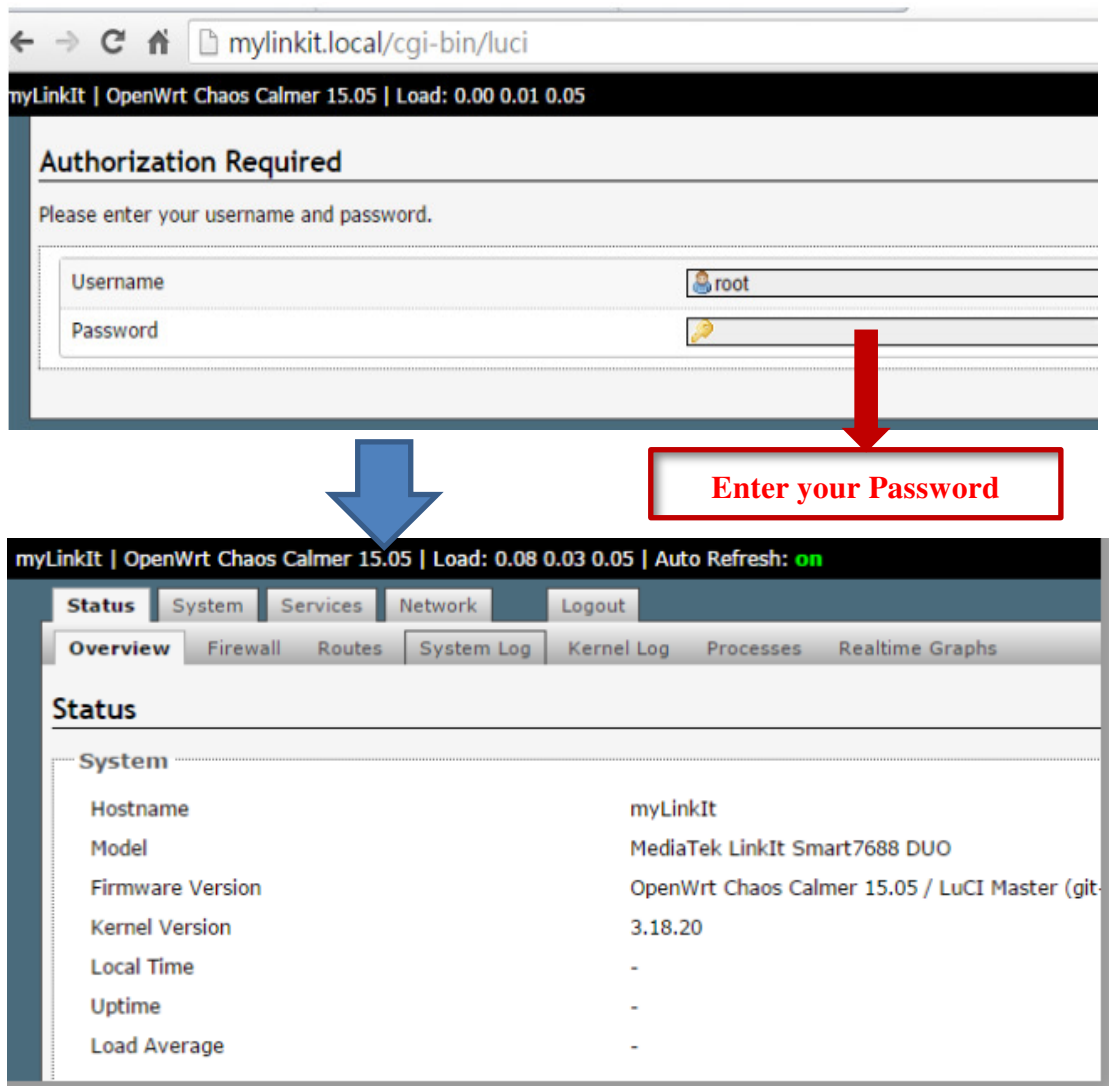 mylinkit.local/cgi-bin/luci
myLinkIt | OpenWrt Chaos Calmer 15.05 | Load: 0.00 0.01 0.05
Authorization Required
Please enter your username and password.
Username root
Password
Enter your Password
myLinkIt | OpenWrt Chaos Calmer 15.05 | Load: 0.08 0.03 0.05 | Auto Refresh: on
Status System Services Network Logout
Overview Firewall Routes System Log Kernel Log Processes Realtime Graphs
Status
System
Hostname myLinkIt
Model MediaTek LinkIt Smart7688 DUO
Firmware Version OpenWrt Chaos Calmer 15.05 / LuCI Master (git-
Kernel Version 3.18.20
Local Time -
Uptime -
Load Average -